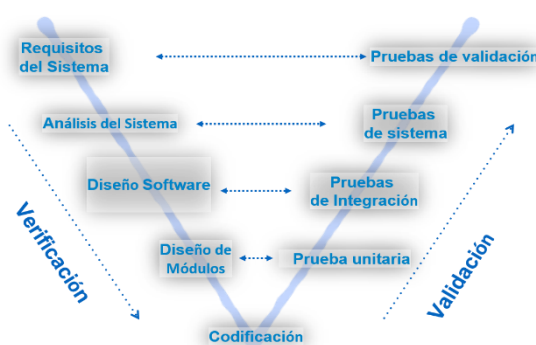 Requisitos
del Sistema
Pruebas de validación
Análisis del Sistema
Pruebas
de sistema
Diseño Software
Pruebas
de Integración
Diseño de
Módulos
Prueba unitaria
Codificación
Verificación
Validación